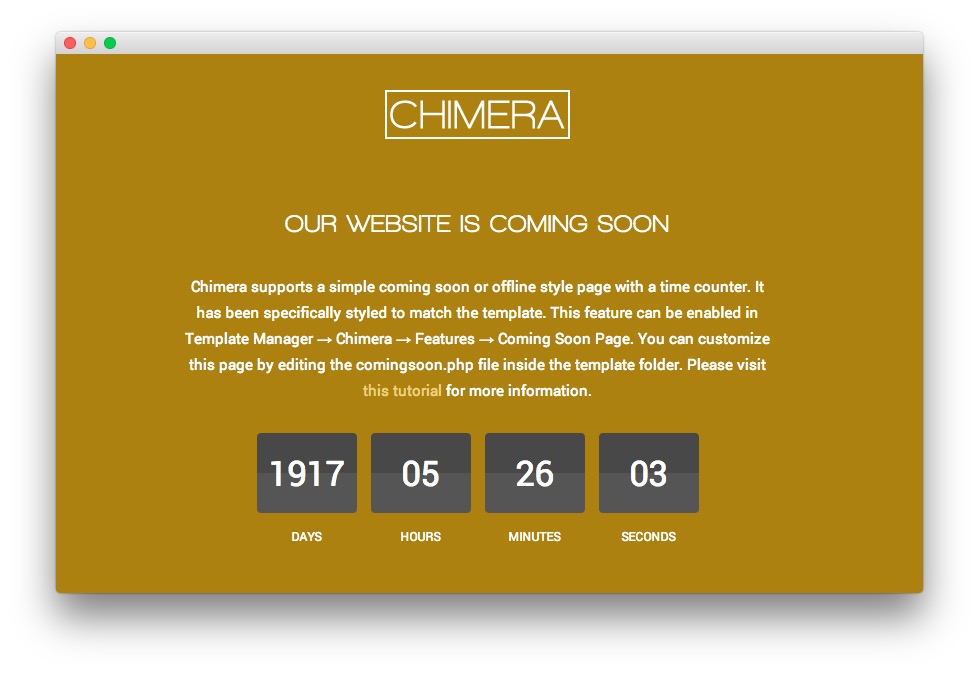 CHIMERA
OUR WEBSITE IS COMING SOON
Chimera supports a simple coming soon or offline style page with a time counter. It
has been specifically styled to match the template. This feature can be enabled in
Template Manager → Chimera → Features → Coming Soon Page. You can customize
this page by editing the comingsoon.php file inside the template folder. Please visit
this tutorial for more information.
1917 05 26 03
DAYS HOURS MINUTES SECONDS